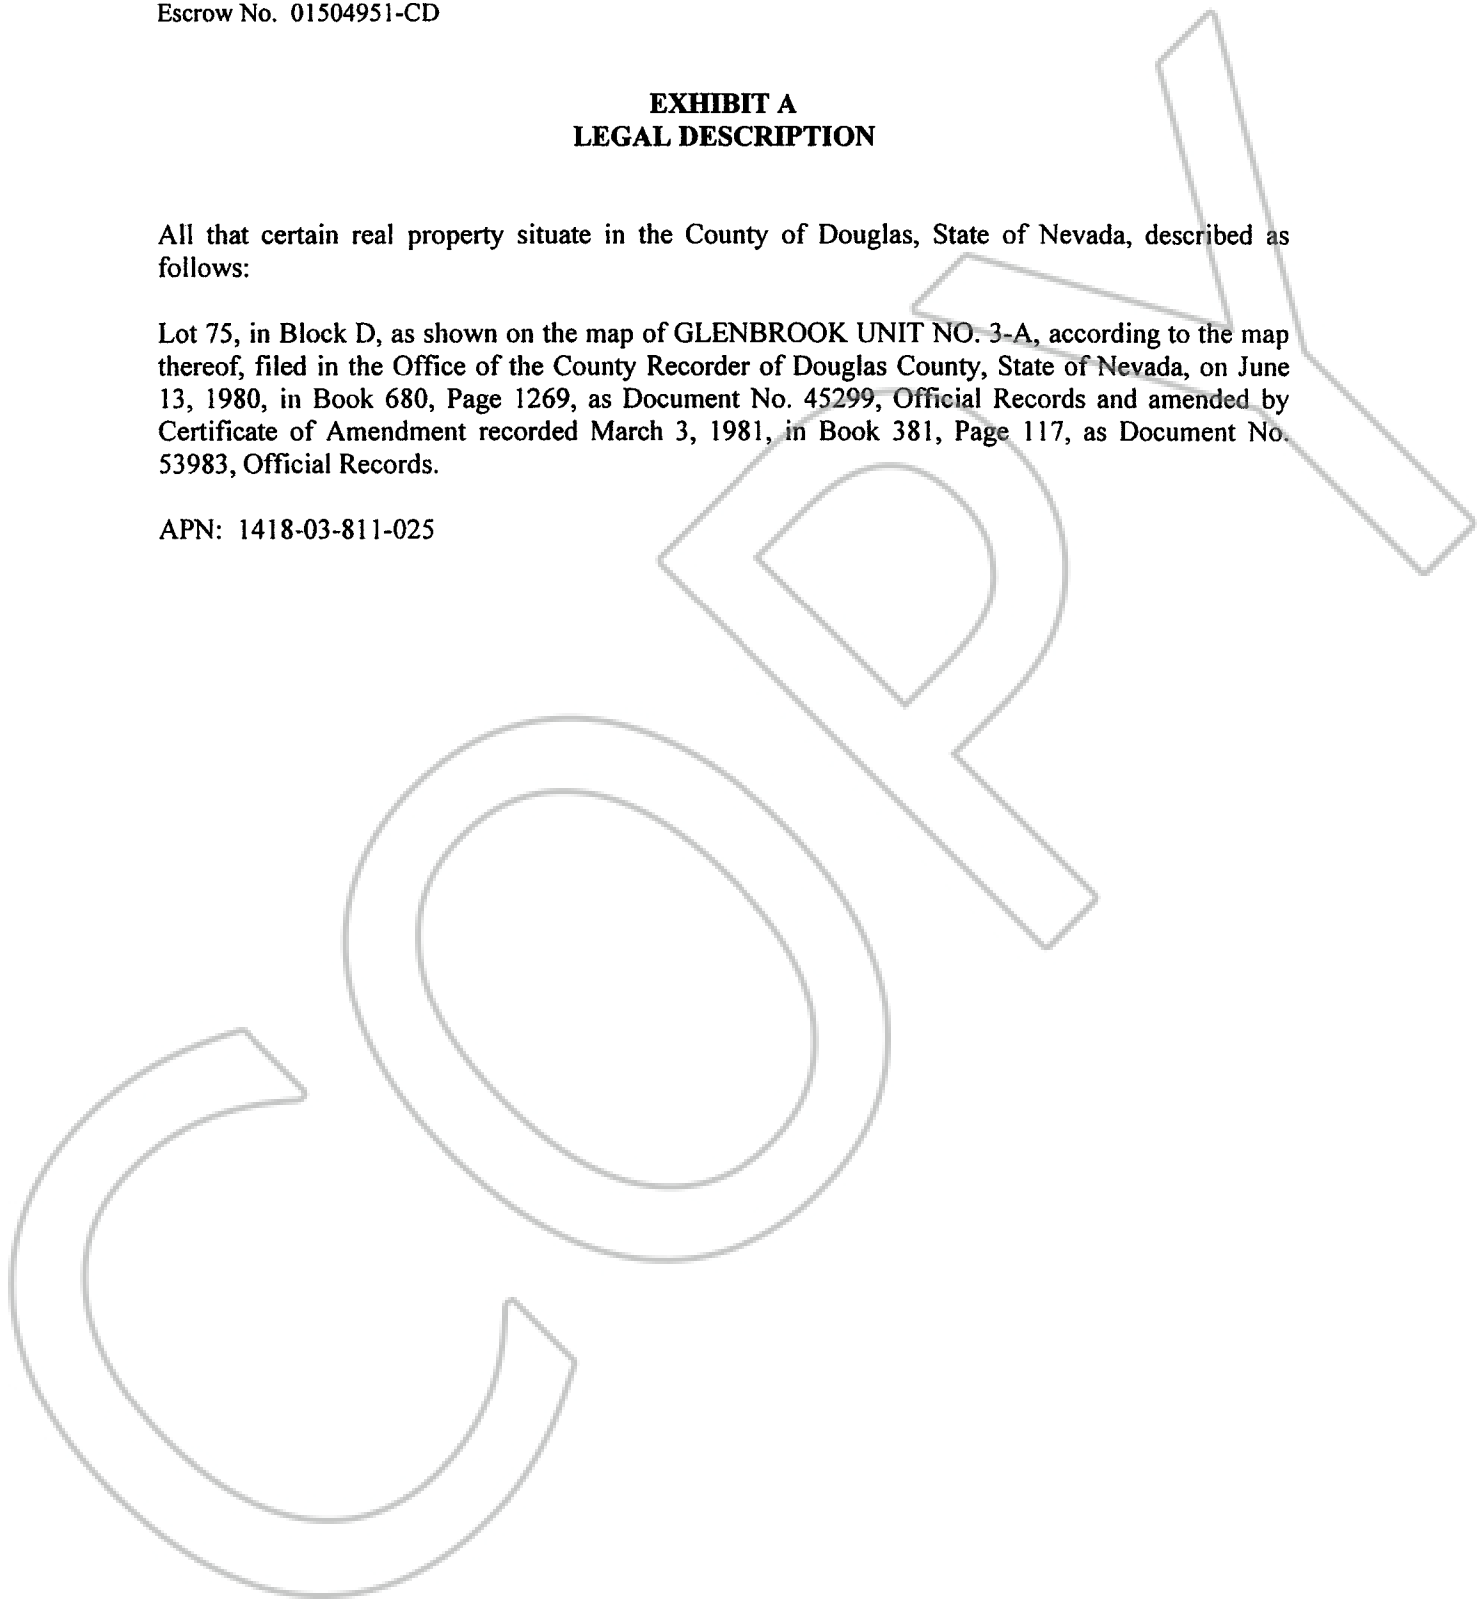 Escrow No. 01504951-CD
EXHIBIT A
LEGAL DESCRIPTION
All that certain real property situate in the County of Douglas, State of Nevada, described as
follows:
Lot 75, in Block D, as shown on the map of GLENBROOK UNIT NO. 3-A, according to the map
thereof, filed in the Office of the County Recorder of Douglas County, State of Nevada, on June
13, 1980, in Book 680, Page 1269, as Document No. 45299, Official Records and amended by
Certificate of Amendment recorded March 3, 1981, in Book 381, Page 117, as Document No.
53983, Official Records.
APN: 1418-03-811-025
COPY